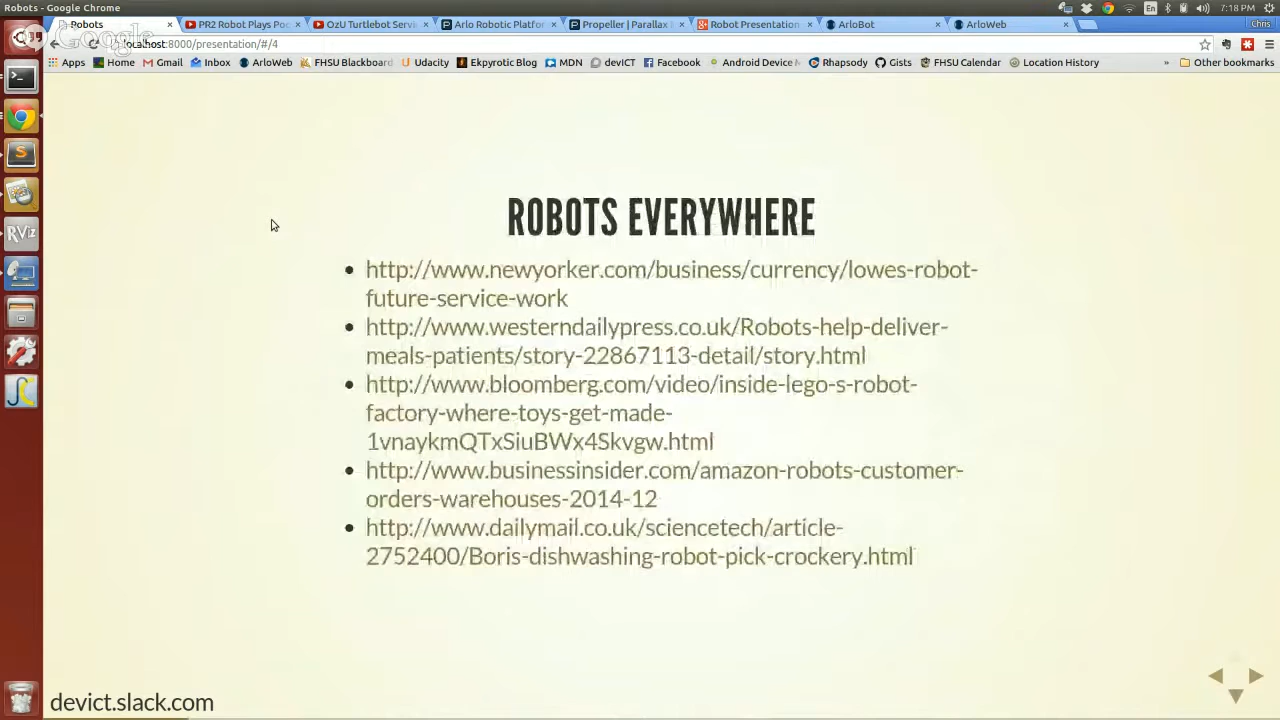 Robots - Google Chrome
En
7:18 PM
Robots
PR2 Robot Plays Poo
OzU Turtlebot Servi
Arlo Robotic Platfor
Propeller | Parallax
Robot Presentation
ArloBot
ArloWeb
Chris
Google
localhost:8000/presentation/#/4
Apps
Home
Gmail
Inbox
ArloWeb
FHSU Blackboard
Udacity
Ekpyrotic Blog
MDN
devICT
Facebook
Android Device M
Rhapsody
Gists
FHSU Calendar
Location History
»
Other bookmarks
RViz
ROBOTS EVERYWHERE
http://www.newyorker.com/business/currency/lowes-robot-
future-service-work
http://www.westerndailypress.co.uk/Robots-help-deliver-
meals-patients/story-22867113-detail/story.html
http://www.bloomberg.com/video/inside-lego-s-robot-
factory-where-toys-get-made-
1vnaykmQTxSiuBWx4Skvgw.html
http://www.businessinsider.com/amazon-robots-customer-
orders-warehouses-2014-12
http://www.dailymail.co.uk/sciencetech/article-
2752400/Boris-dishwashing-robot-pick-crockery.html
devict.slack.com